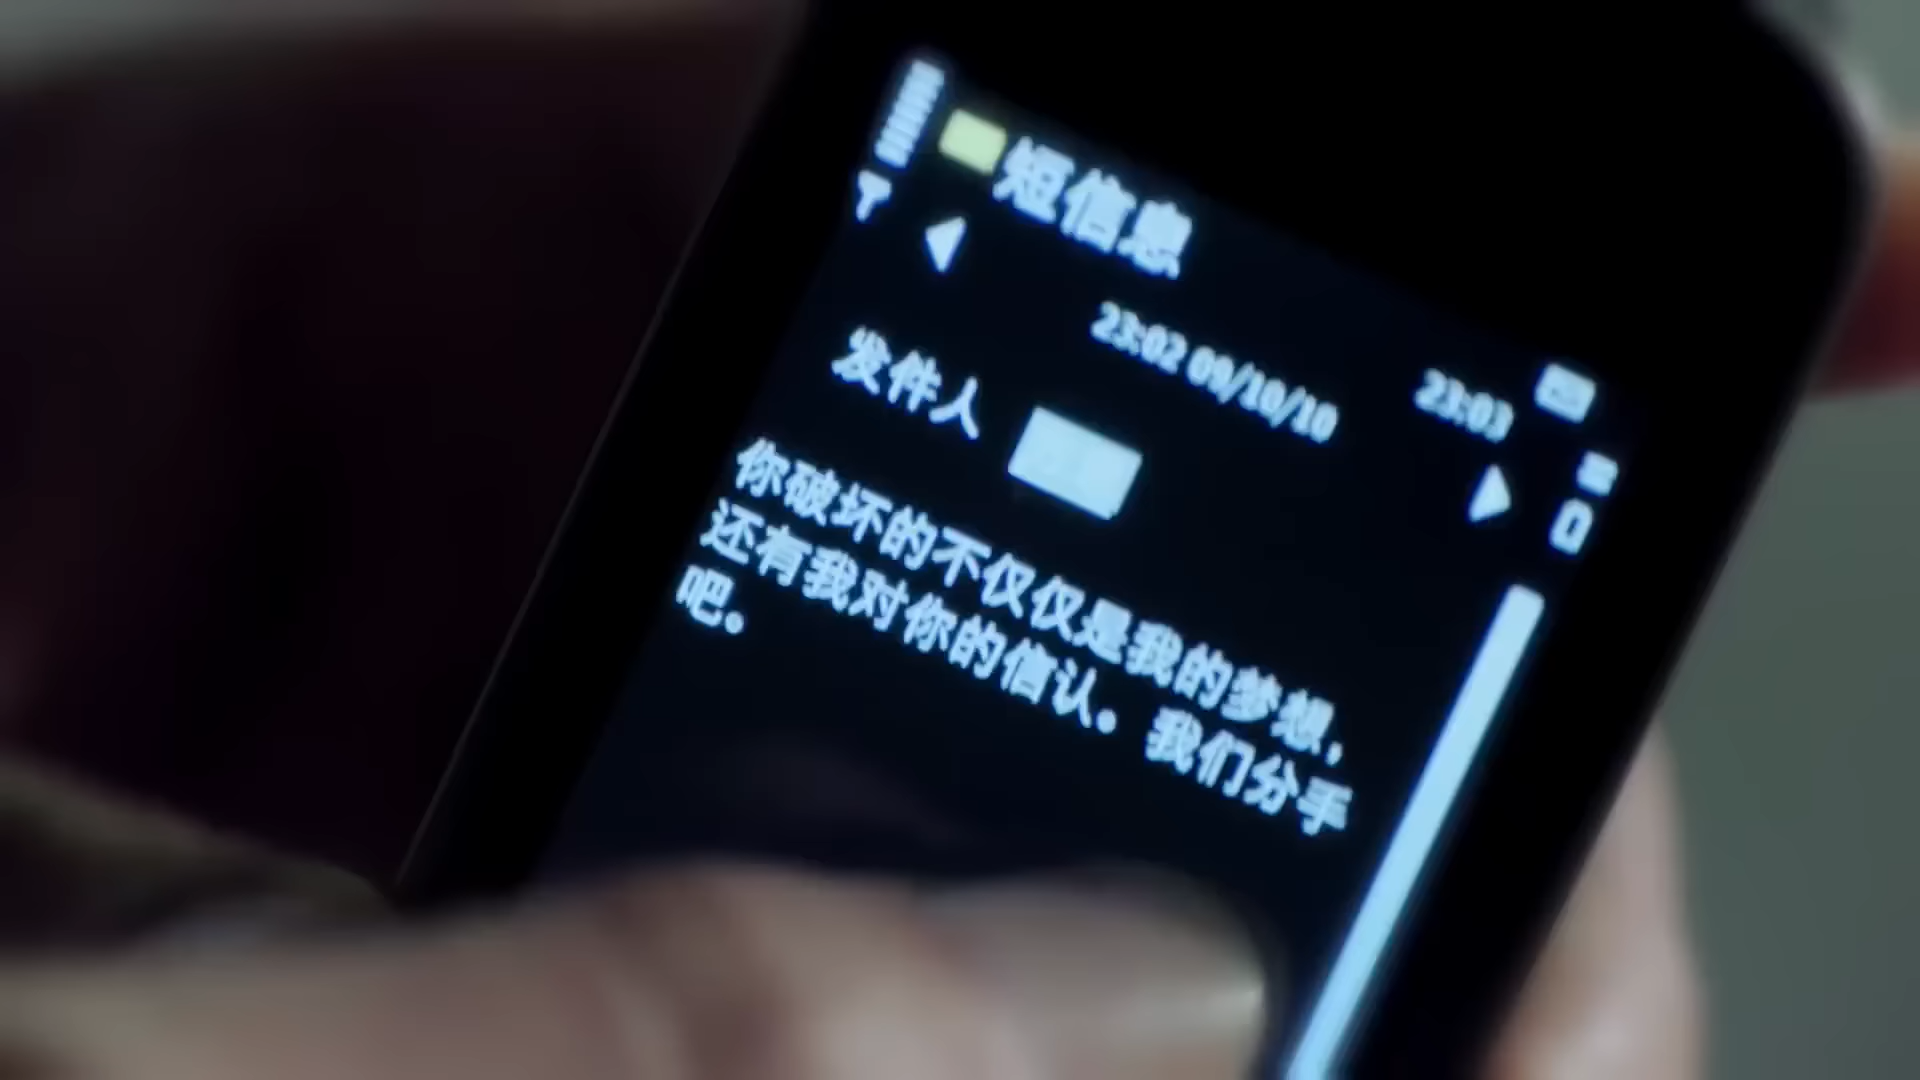 短信息
23:03
23:02 09/10/10
发件人
你破坏的不仅仅是我的梦想，
还有我对你的信认。我们分手
吧。